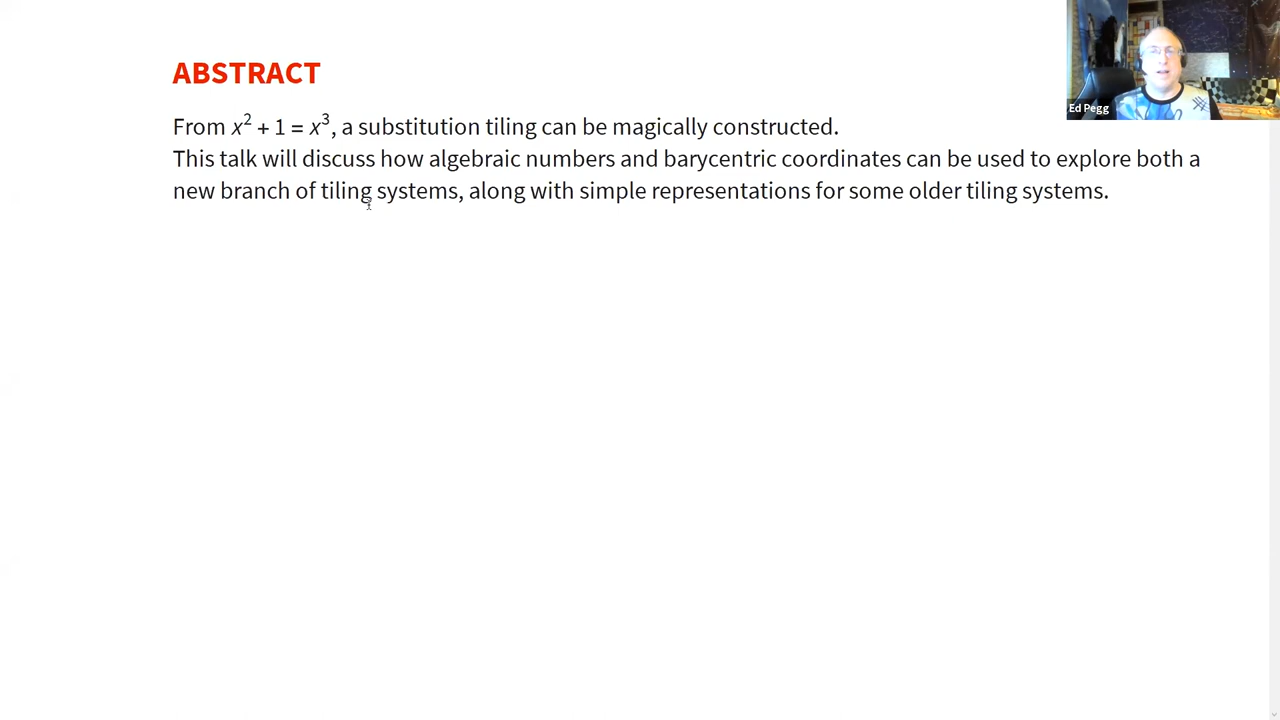 ABSTRACT
Ed Pegg
From x² + 1 = x³, a substitution tiling can be magically constructed.
This talk will discuss how algebraic numbers and barycentric coordinates can be used to explore both a
new branch of tiling systems, along with simple representations for some older tiling systems.